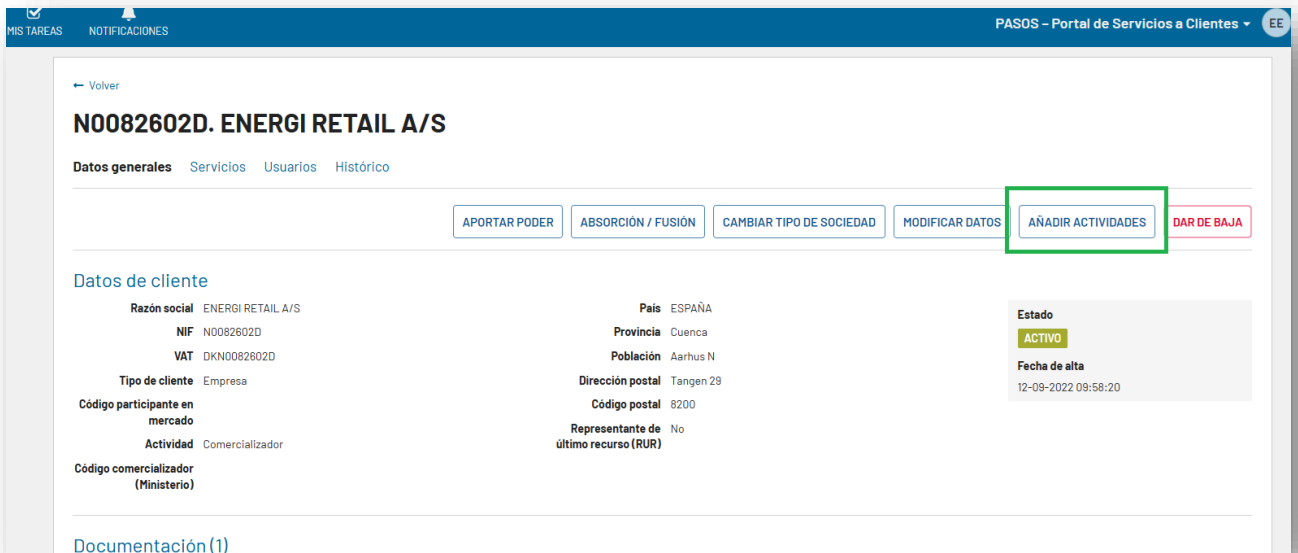 MIS TAREAS
NOTIFICACIONES
PASOS – Portal de Servicios a Clientes
EE
← Volver
N0082602D. ENERGI RETAIL A/S
Datos generales Servicios Usuarios Histórico
APORTAR PODER ABSORCIÓN / FUSIÓN CAMBIAR TIPO DE SOCIEDAD MODIFICAR DATOS AÑADIR ACTIVIDADES DAR DE BAJA
Datos de cliente
Razón social ENERGI RETAIL A/S
NIF N0082602D
VAT DKN0082602D
Tipo de cliente Empresa
Código participante en
mercado
Actividad Comercializador
Código comercializador
(Ministerio)
País ESPAÑA
Provincia Cuenca
Población Aarhus N
Dirección postal Tangen 29
Código postal 8200
Representante de No
último recurso (RUR)
Estado
ACTIVO
Fecha de alta
12-09-2022 09:58:20
Documentación (1)